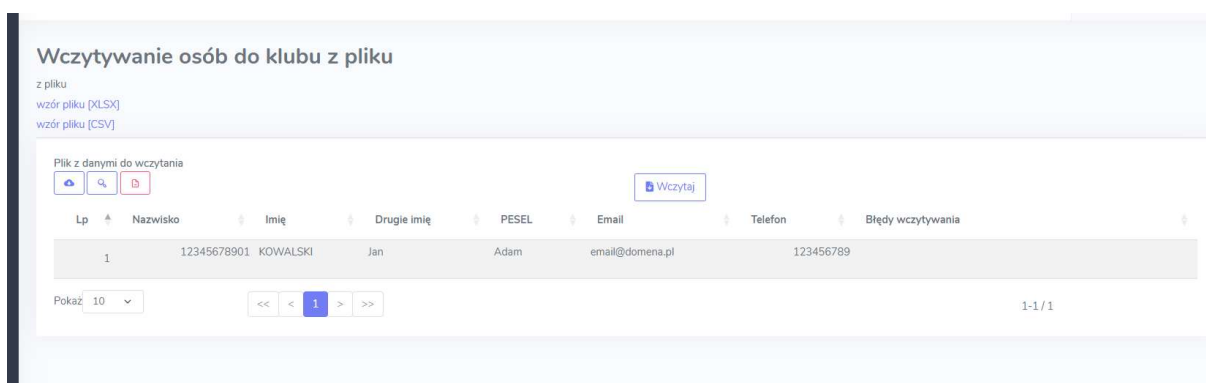 Wczytywanie osób do klubu z pliku
z pliku
wzór pliku [XLSX]
wzór pliku [CSV]
Plik z danymi do wczytania
Wczytaj
Lp Nazwisko Imię Drugie imię PESEL Email Telefon Błędy wczytywania
1 12345678901 KOWALSKI Jan Adam email@domena.pl 123456789
Pokaż 10 << < 1 > >> 1-1 / 1